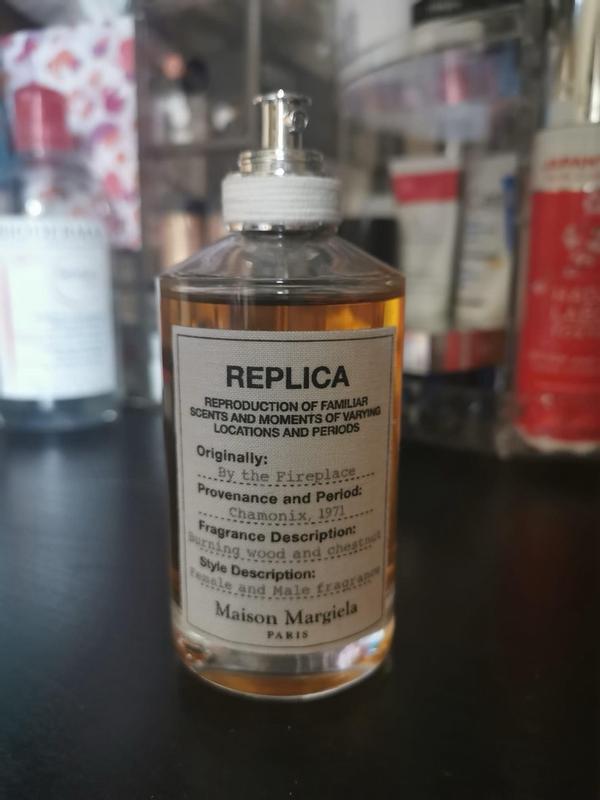 REPLICA
REPRODUCTION OF FAMILIAR
SCENTS AND MOMENTS OF VARYING
LOCATIONS AND PERIODS
Originally:
By the Fireplace
Provenance and Period:
Chamonix, 1971
Fragrance Description:
Burning wood and chestnut
Style Description:
Female and Male fragrance
Maison Margiela
PARIS
BIODERMA